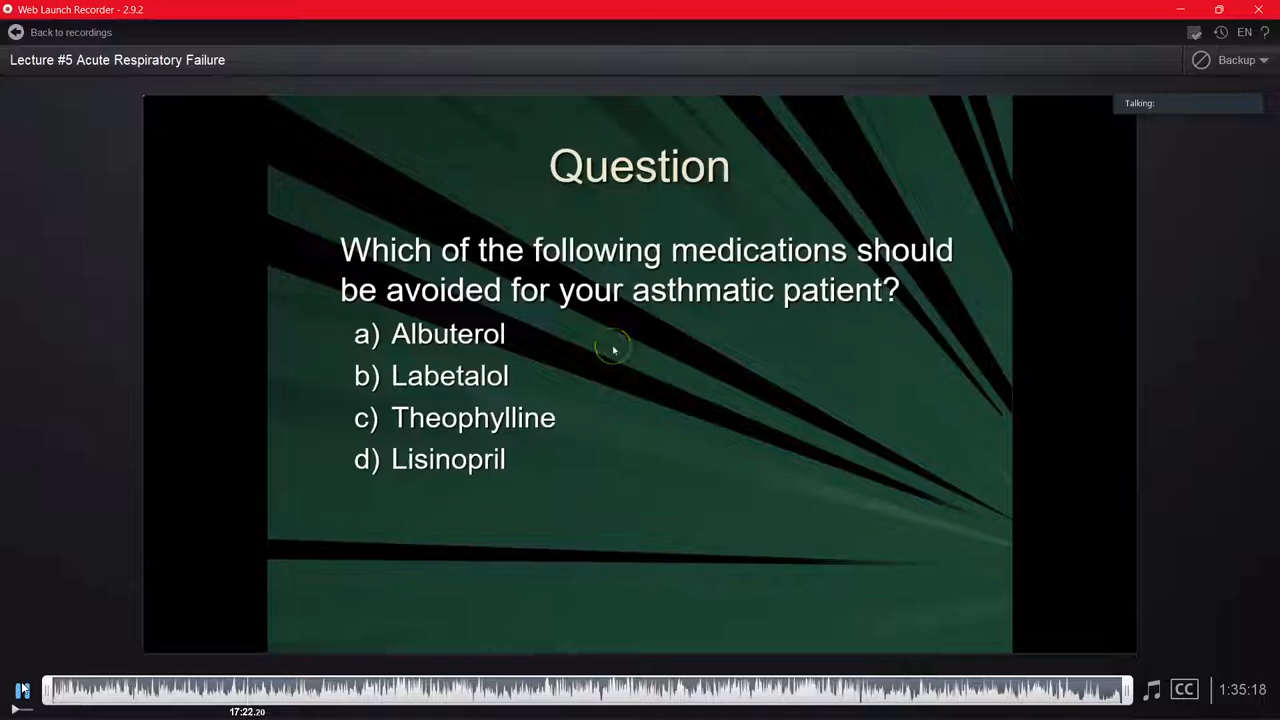 Web Launch Recorder - 2.9.2
Back to recordings
EN ?
Lecture #5 Acute Respiratory Failure
Backup
Talking:
Question
Which of the following medications should
be avoided for your asthmatic patient?
a) Albuterol
b) Labetalol
c) Theophylline
d) Lisinopril
CC
1:35:18
17:22.20